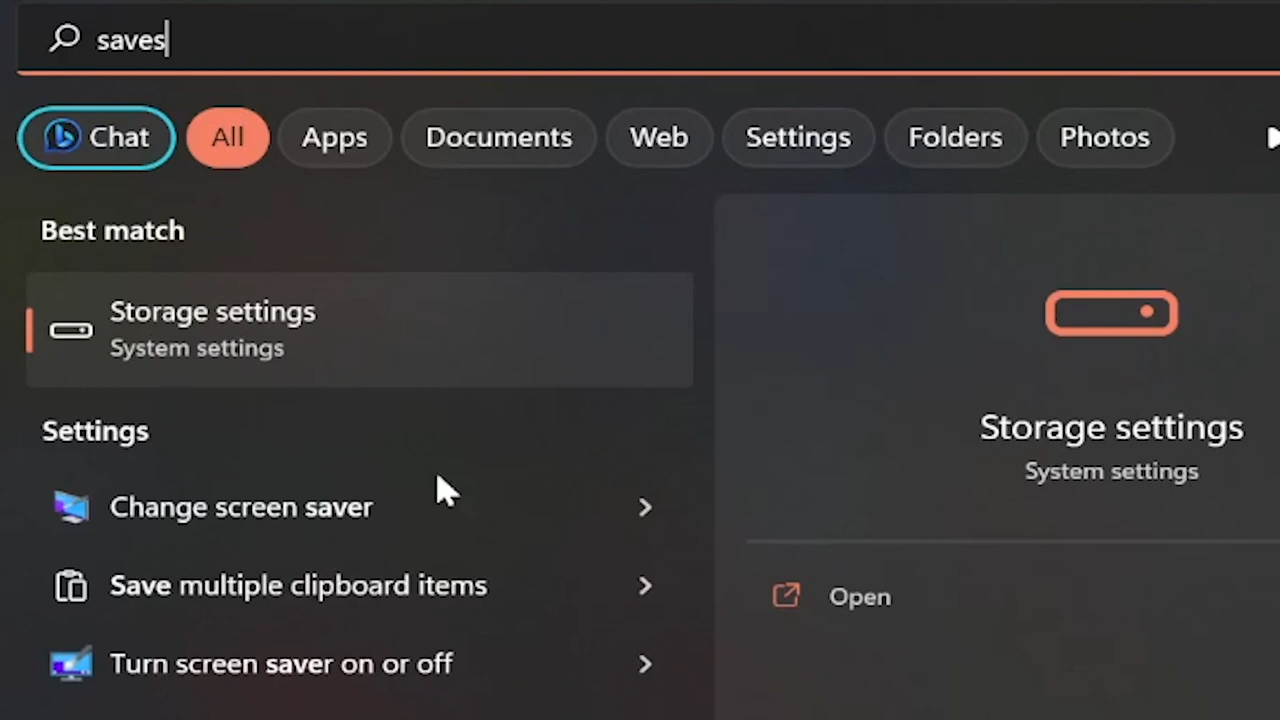 saves
Chat All Apps Documents Web Settings Folders Photos
Best match
Storage settings
System settings
Settings
Change screen saver
Save multiple clipboard items
Turn screen saver on or off
Storage settings
System settings
Open